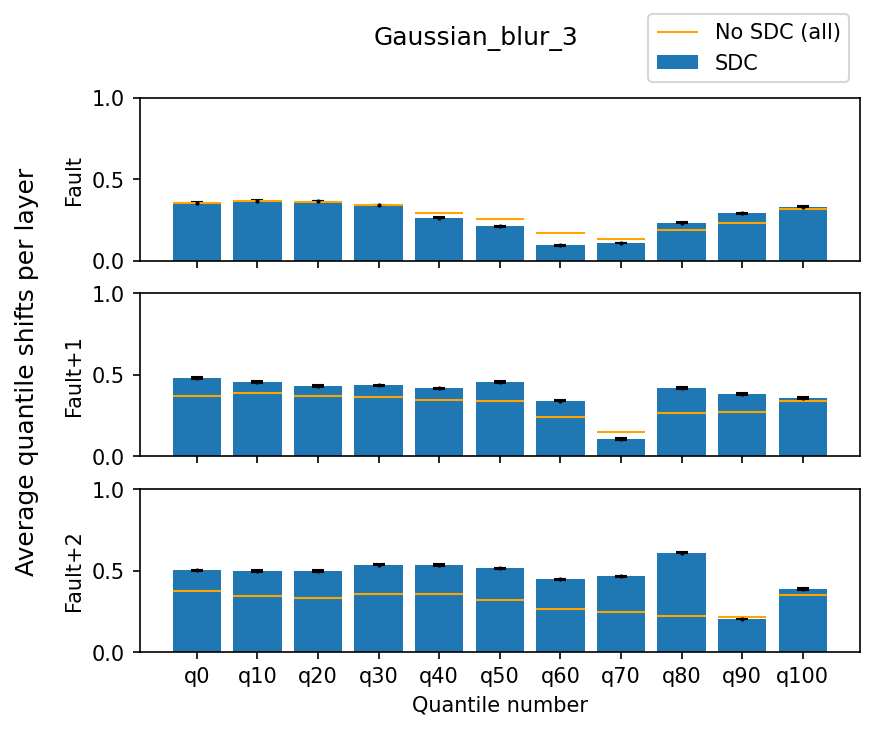 Gaussian_blur_3
No SDC (all)
SDC
Average quantile shifts per layer
Fault
1.0
0.5
0.0
Fault+1
1.0
0.5
0.0
Fault+2
1.0
0.5
0.0
q0 q10 q20 q30 q40 q50 q60 q70 q80 q90 q100
Quantile number